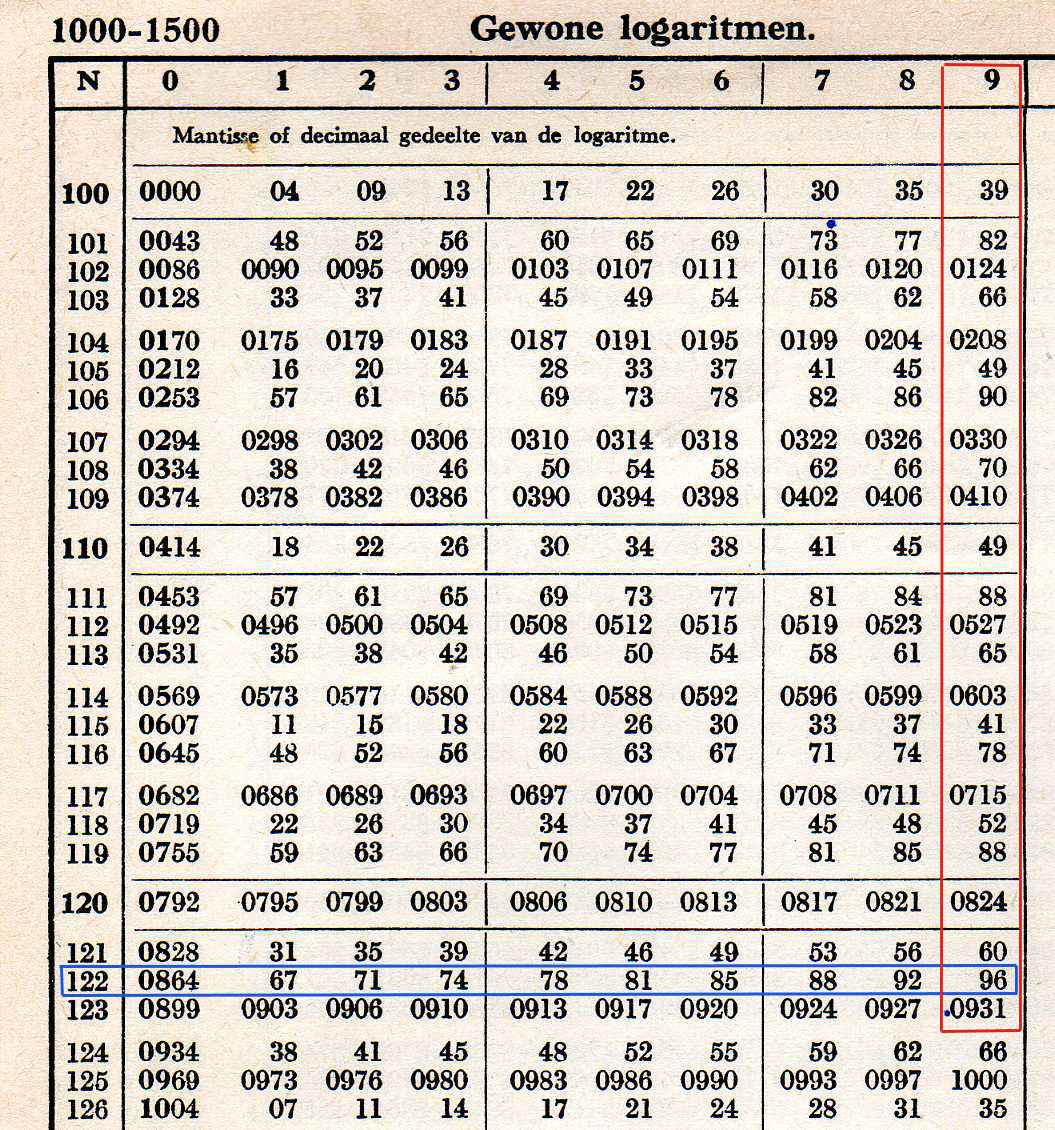 1000-1500 Gewone logaritmen.
N 0 1 2 3 4 5 6 7 8 9
Mantisse of decimaal gedeelte van de logaritme.
100 0000 04 09 13 17 22 26 30 35 39
101 0043 48 52 56 60 65 69 73 77 82
102 0086 0090 0095 0099 0103 0107 0111 0116 0120 0124
103 0128 33 37 41 45 49 54 58 62 66
104 0170 0175 0179 0183 0187 0191 0195 0199 0204 0208
105 0212 16 20 24 28 33 37 41 45 49
106 0253 57 61 65 69 73 78 82 86 90
107 0294 0298 0302 0306 0310 0314 0318 0322 0326 0330
108 0334 38 42 46 50 54 58 62 66 70
109 0374 0378 0382 0386 0390 0394 0398 0402 0406 0410
110 0414 18 22 26 30 34 38 41 45 49
111 0453 57 61 65 69 73 77 81 84 88
112 0492 0496 0500 0504 0508 0512 0515 0519 0523 0527
113 0531 35 38 42 46 50 54 58 61 65
114 0569 0573 0577 0580 0584 0588 0592 0596 0599 0603
115 0607 11 15 18 22 26 30 33 37 41
116 0645 48 52 56 60 63 67 71 74 78
117 0682 0686 0689 0693 0697 0700 0704 0708 0711 0715
118 0719 22 26 30 34 37 41 45 48 52
119 0755 59 63 66 70 74 77 81 85 88
120 0792 0795 0799 0803 0806 0810 0813 0817 0821 0824
121 0828 31 35 39 42 46 49 53 56 60
122 0864 67 71 74 78 81 85 88 92 96
123 0899 0903 0906 0910 0913 0917 0920 0924 0927 0931
124 0934 38 41 45 48 52 55 59 62 66
125 0969 0973 0976 0980 0983 0986 0990 0993 0997 1000
126 1004 07 11 14 17 21 24 28 31 35